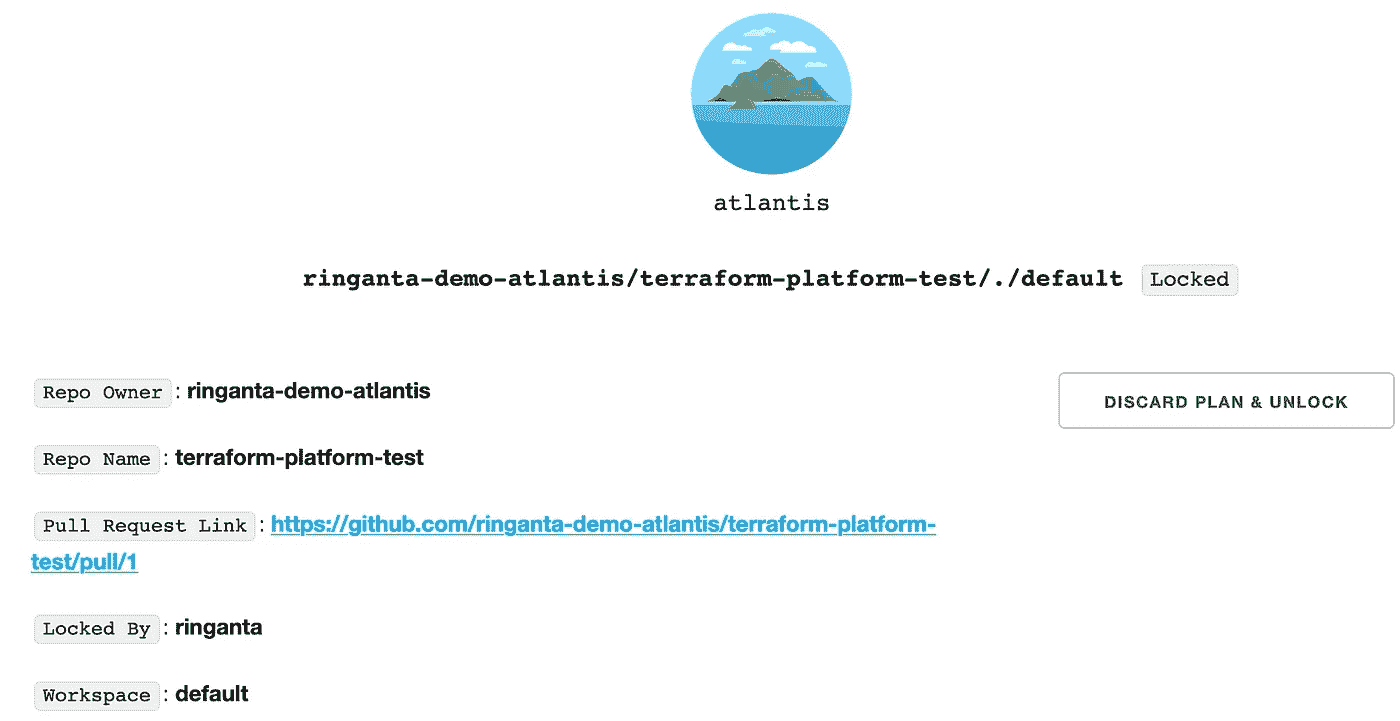 atlantis
ringanta-demo-atlantis/terraform-platform-test/./default Locked
Repo Owner : ringanta-demo-atlantis
DISCARD PLAN & UNLOCK
Repo Name : terraform-platform-test
Pull Request Link : https://github.com/ringanta-demo-atlantis/terraform-platform-
test/pull/1
Locked By : ringanta
Workspace : default